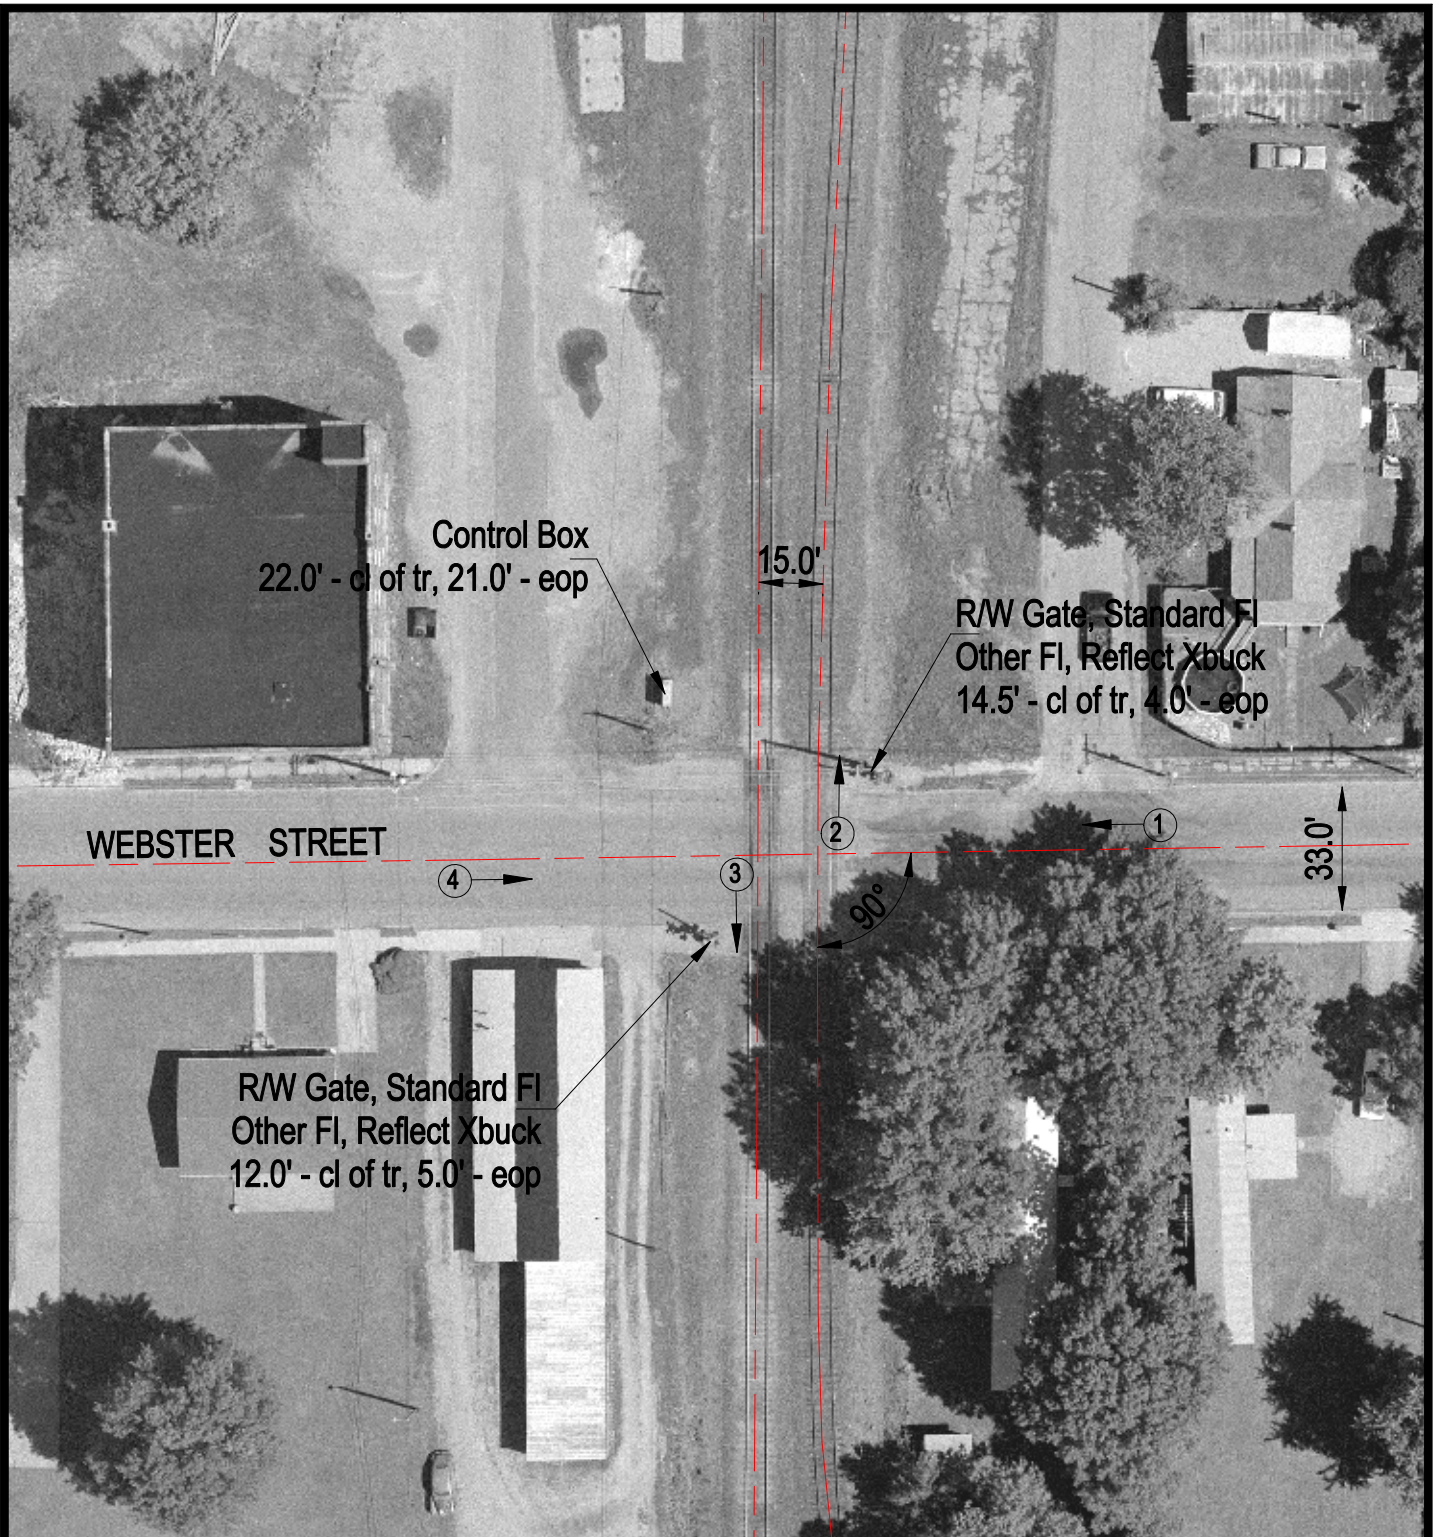 Control Box
22.0' - cl of tr, 21.0' - eop
15.0'
R/W Gate, Standard Fl
Other Fl, Reflect Xbuck
14.5' - cl of tr, 4.0' - eop
WEBSTER STREET
2
1
33.0'
4
3
90°
R/W Gate, Standard Fl
Other Fl, Reflect Xbuck
12.0' - cl of tr, 5.0' - eop